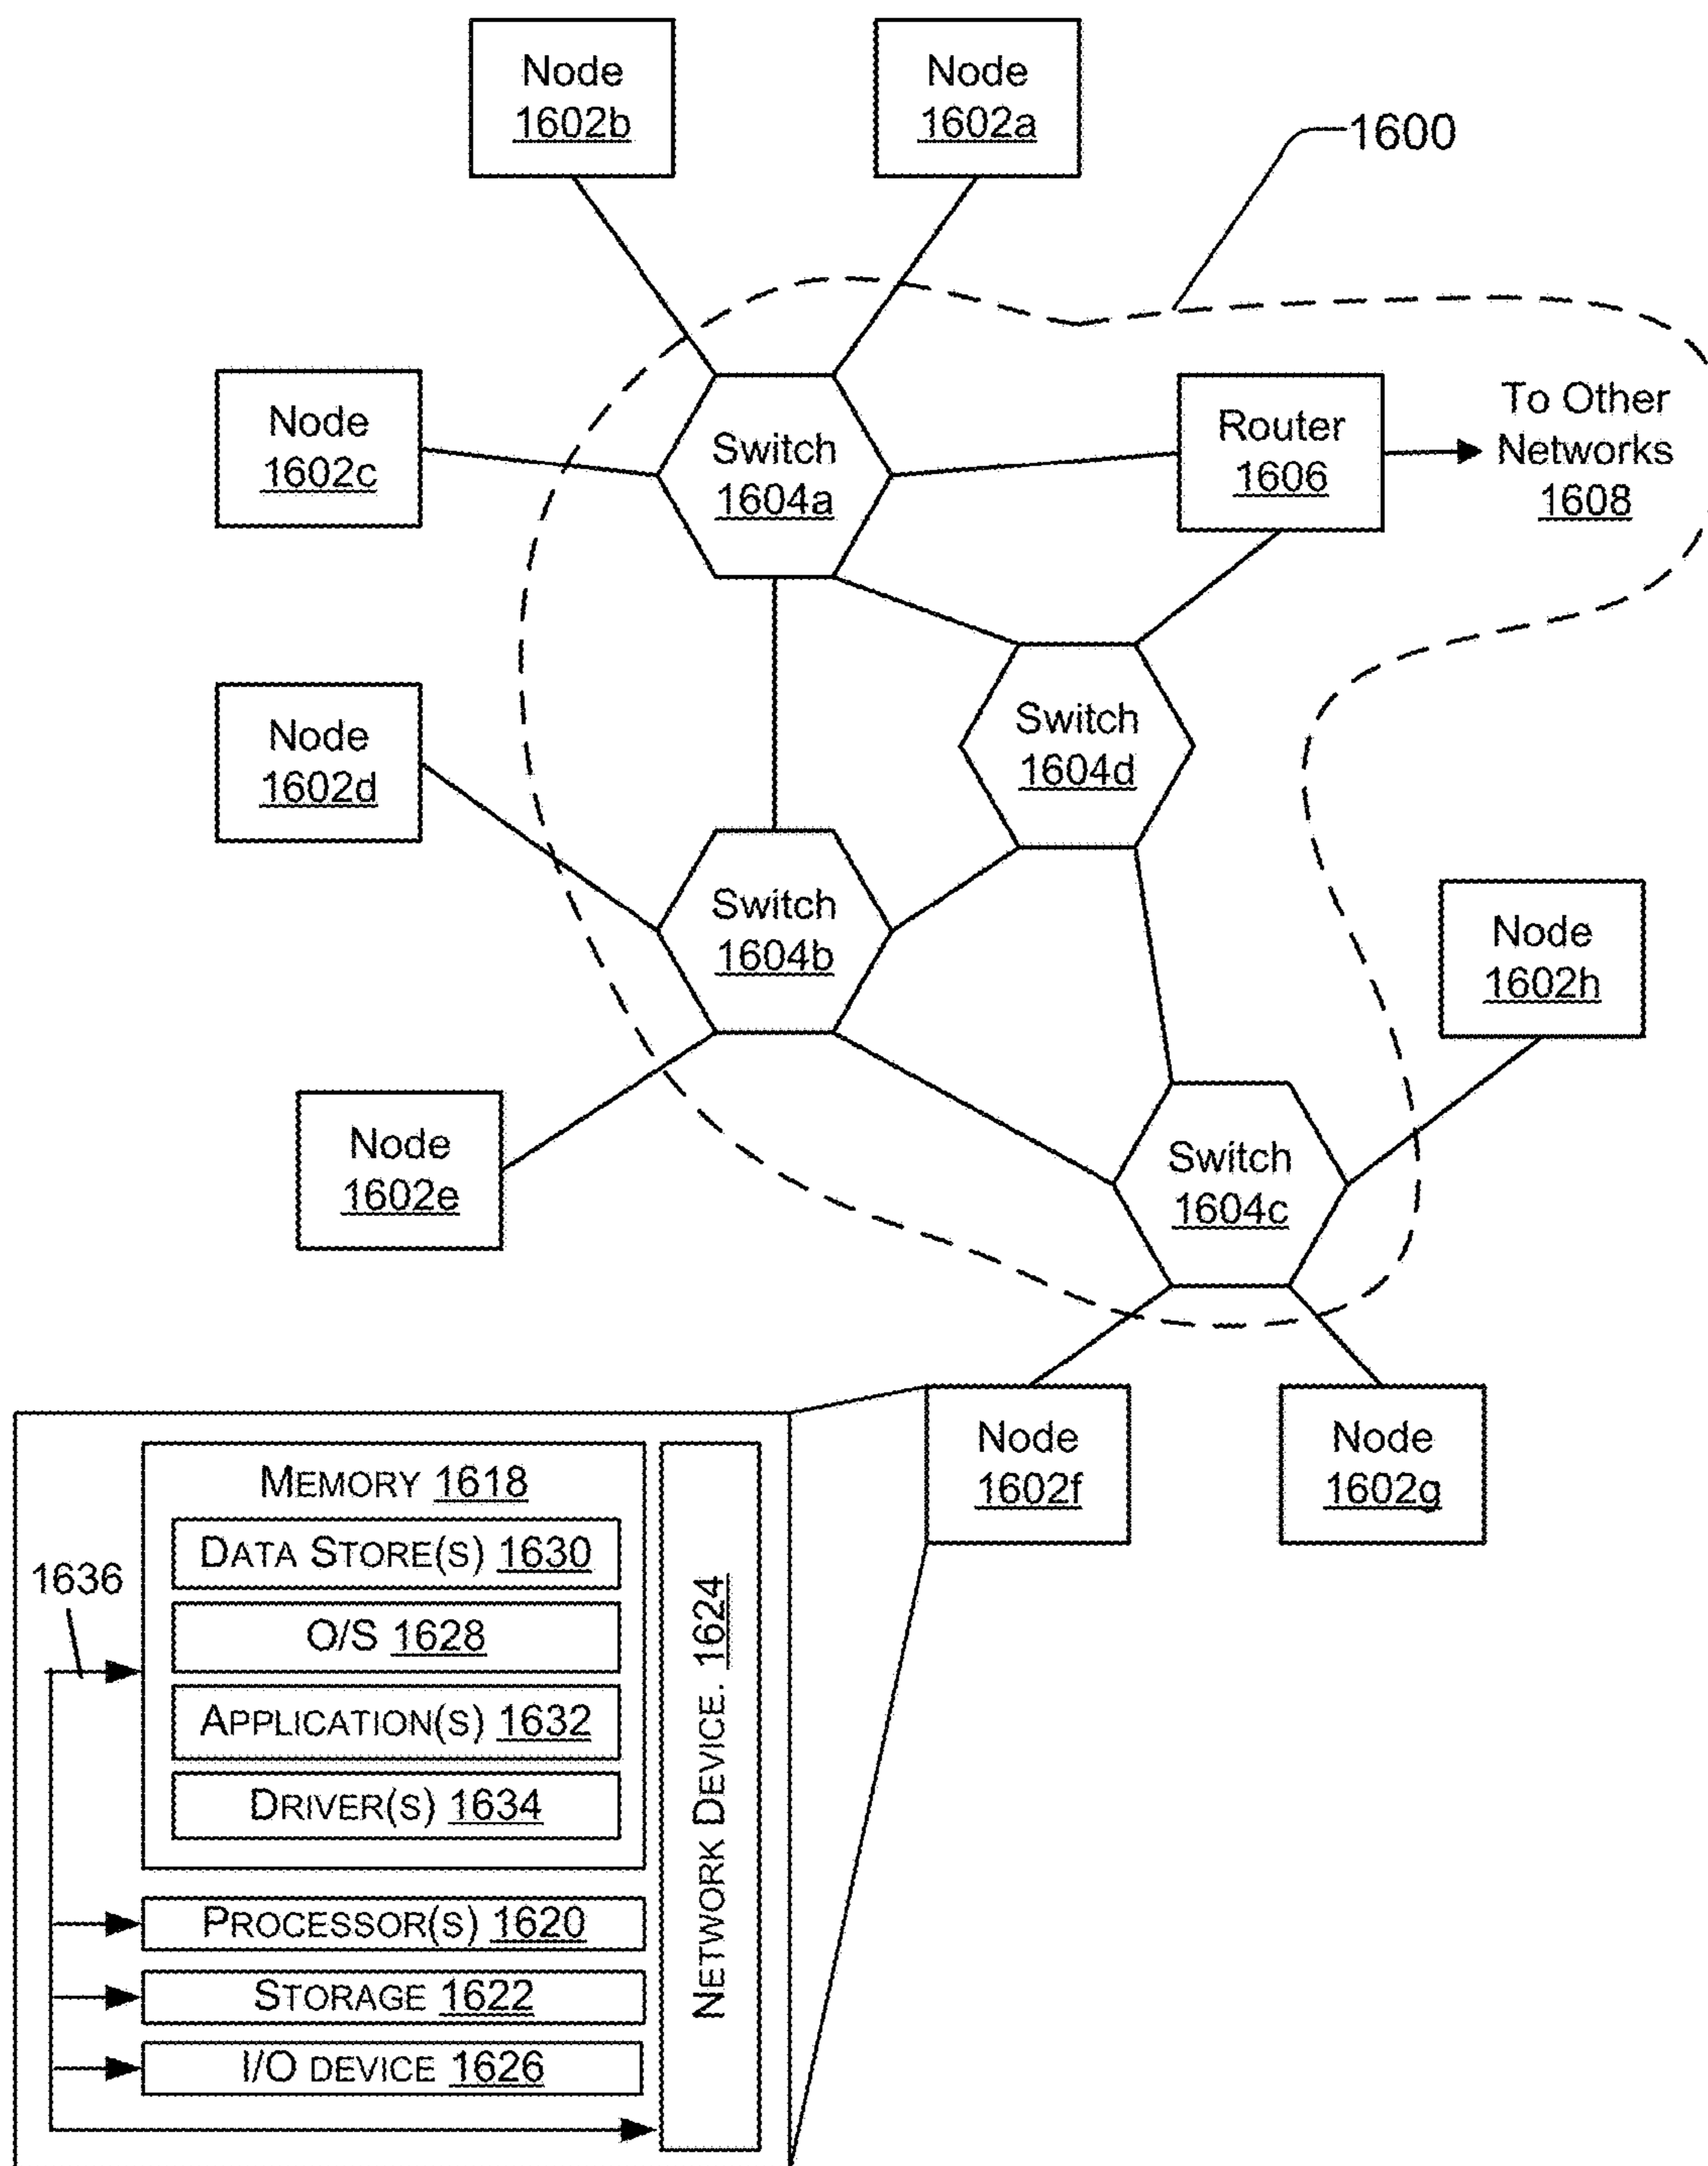 Node
1602b
Node
1602a
1600
Node
1602c
Switch
1604a
Router
1606
To Other
Networks
1608
Node
1602d
Switch
1604d
Switch
1604b
Node
1602h
Node
1602e
Switch
1604c
Node
1602f
Node
1602g
MEMORY 1618
DATA STORE(S) 1630
1636
O/S 1628
APPLICATION(S) 1632
DRIVER(S) 1634
NETWORK DEVICE. 1624
PROCESSOR(S) 1620
STORAGE 1622
I/O DEVICE 1626